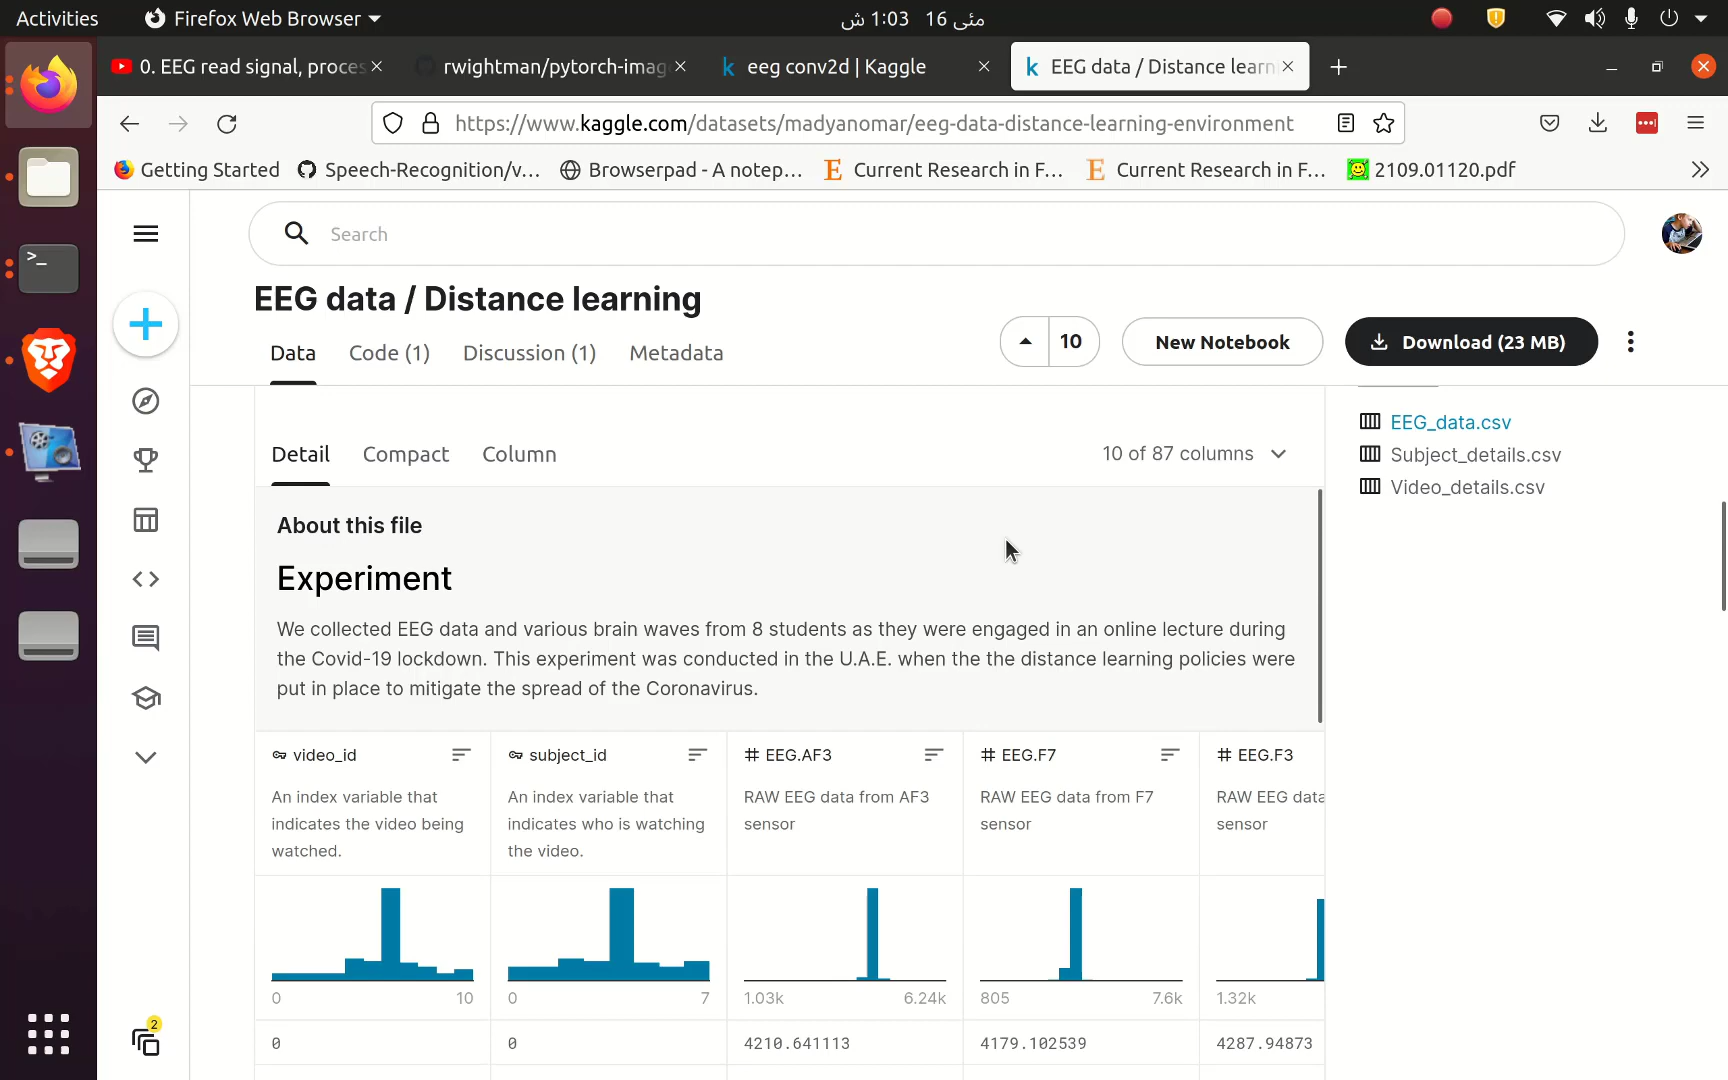 Activities
Firefox Web Browser
مئی 16  1:03 ش
0. EEG read signal, proces
rwightman/pytorch-imag
eeg conv2d | Kaggle
EEG data / Distance learn
https://www.kaggle.com/datasets/madyanomar/eeg-data-distance-learning-environment
Getting Started
Speech-Recognition/v...
Browserpad - A notep...
Current Research in F...
Current Research in F...
2109.01120.pdf
Search
EEG data / Distance learning
Data
Code (1)
Discussion (1)
Metadata
10
New Notebook
Download (23 MB)
Detail
Compact
Column
10 of 87 columns
EEG_data.csv
Subject_details.csv
Video_details.csv
About this file
Experiment
We collected EEG data and various brain waves from 8 students as they were engaged in an online lecture during
the Covid-19 lockdown. This experiment was conducted in the U.A.E. when the the distance learning policies were
put in place to mitigate the spread of the Coronavirus.
video_id
subject_id
# EEG.AF3
# EEG.F7
# EEG.F3
An index variable that
indicates the video being
watched.
An index variable that
indicates who is watching
the video.
RAW EEG data from AF3
sensor
RAW EEG data from F7
sensor
RAW EEG data
sensor
0 10
0 7
1.03k 6.24k
805 7.6k
1.32k
0
0
4210.641113
4179.102539
4287.94873
2